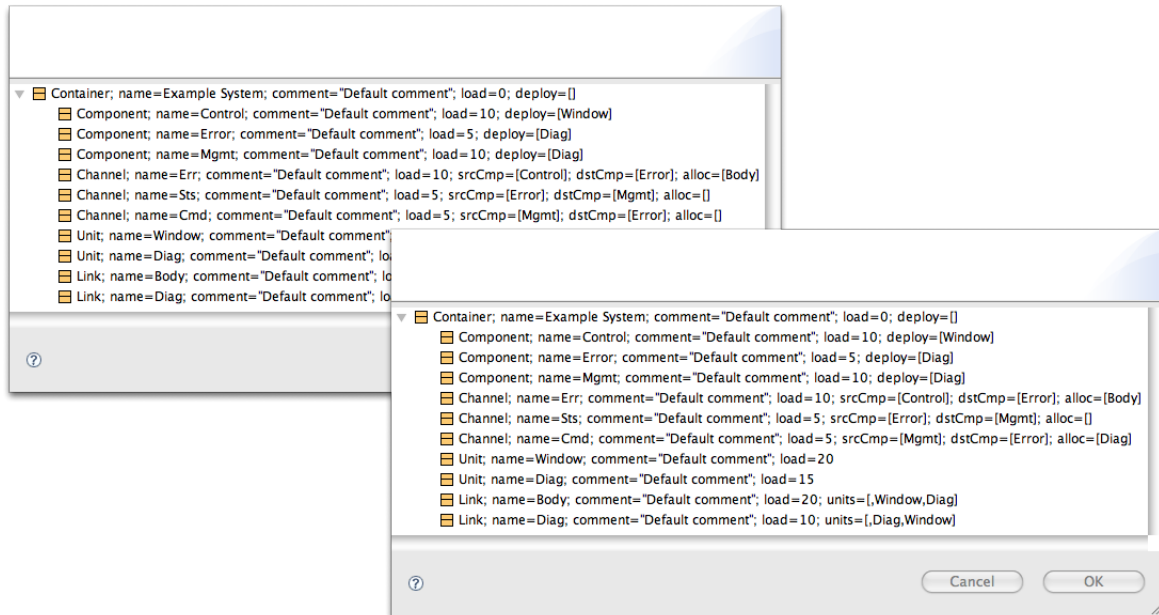 Container; name=Example System; comment="Default comment"; load=0; deploy=[]
Component; name=Control; comment="Default comment"; load=10; deploy=[Window]
Component; name=Error; comment="Default comment"; load=5; deploy=[Diag]
Component; name=Mgmt; comment="Default comment"; load=10; deploy=[Diag]
Channel; name=Err; comment="Default comment"; load=10; srcCmp=[Control]; dstCmp=[Error]; alloc=[Body]
Channel; name=Sts; comment="Default comment"; load=5; srcCmp=[Error]; dstCmp=[Mgmt]; alloc=[]
Channel; name=Cmd; comment="Default comment"; load=5; srcCmp=[Mgmt]; dstCmp=[Error]; alloc=[]
Unit; name=Window; comment="Default comment";
Unit; name=Diag; comment="Default comment"; lo
Link; name=Body; comment="Default comment"; lo
Link; name=Diag; comment="Default comment"; lo
?
Container; name=Example System; comment="Default comment"; load=0; deploy=[]
Component; name=Control; comment="Default comment"; load=10; deploy=[Window]
Component; name=Error; comment="Default comment"; load=5; deploy=[Diag]
Component; name=Mgmt; comment="Default comment"; load=10; deploy=[Diag]
Channel; name=Err; comment="Default comment"; load=10; srcCmp=[Control]; dstCmp=[Error]; alloc=[Body]
Channel; name=Sts; comment="Default comment"; load=5; srcCmp=[Error]; dstCmp=[Mgmt]; alloc=[]
Channel; name=Cmd; comment="Default comment"; load=5; srcCmp=[Mgmt]; dstCmp=[Error]; alloc=[Diag]
Unit; name=Window; comment="Default comment"; load=20
Unit; name=Diag; comment="Default comment"; load=15
Link; name=Body; comment="Default comment"; load=20; units=[,Window,Diag]
Link; name=Diag; comment="Default comment"; load=10; units=[,Diag,Window]
? Cancel OK